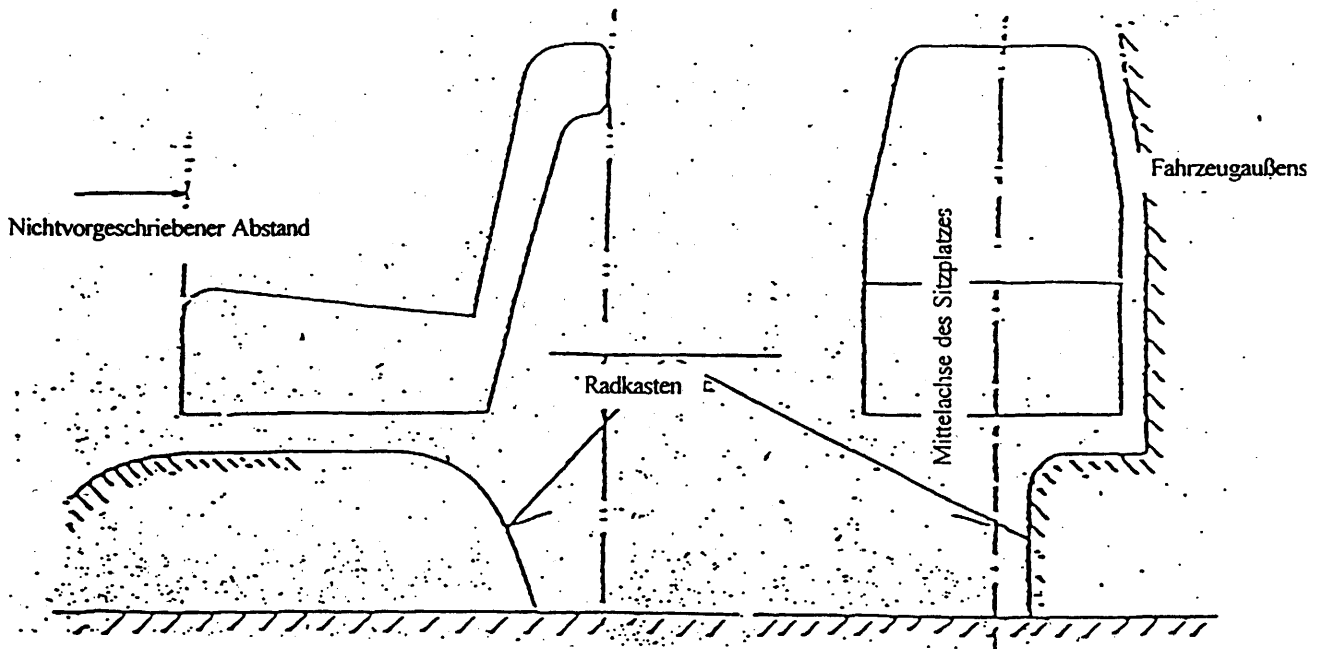 Fahrzeugaußens
Nichtvorgeschriebener Abstand
Mittelachse des Sitzplatzes
Radkasten